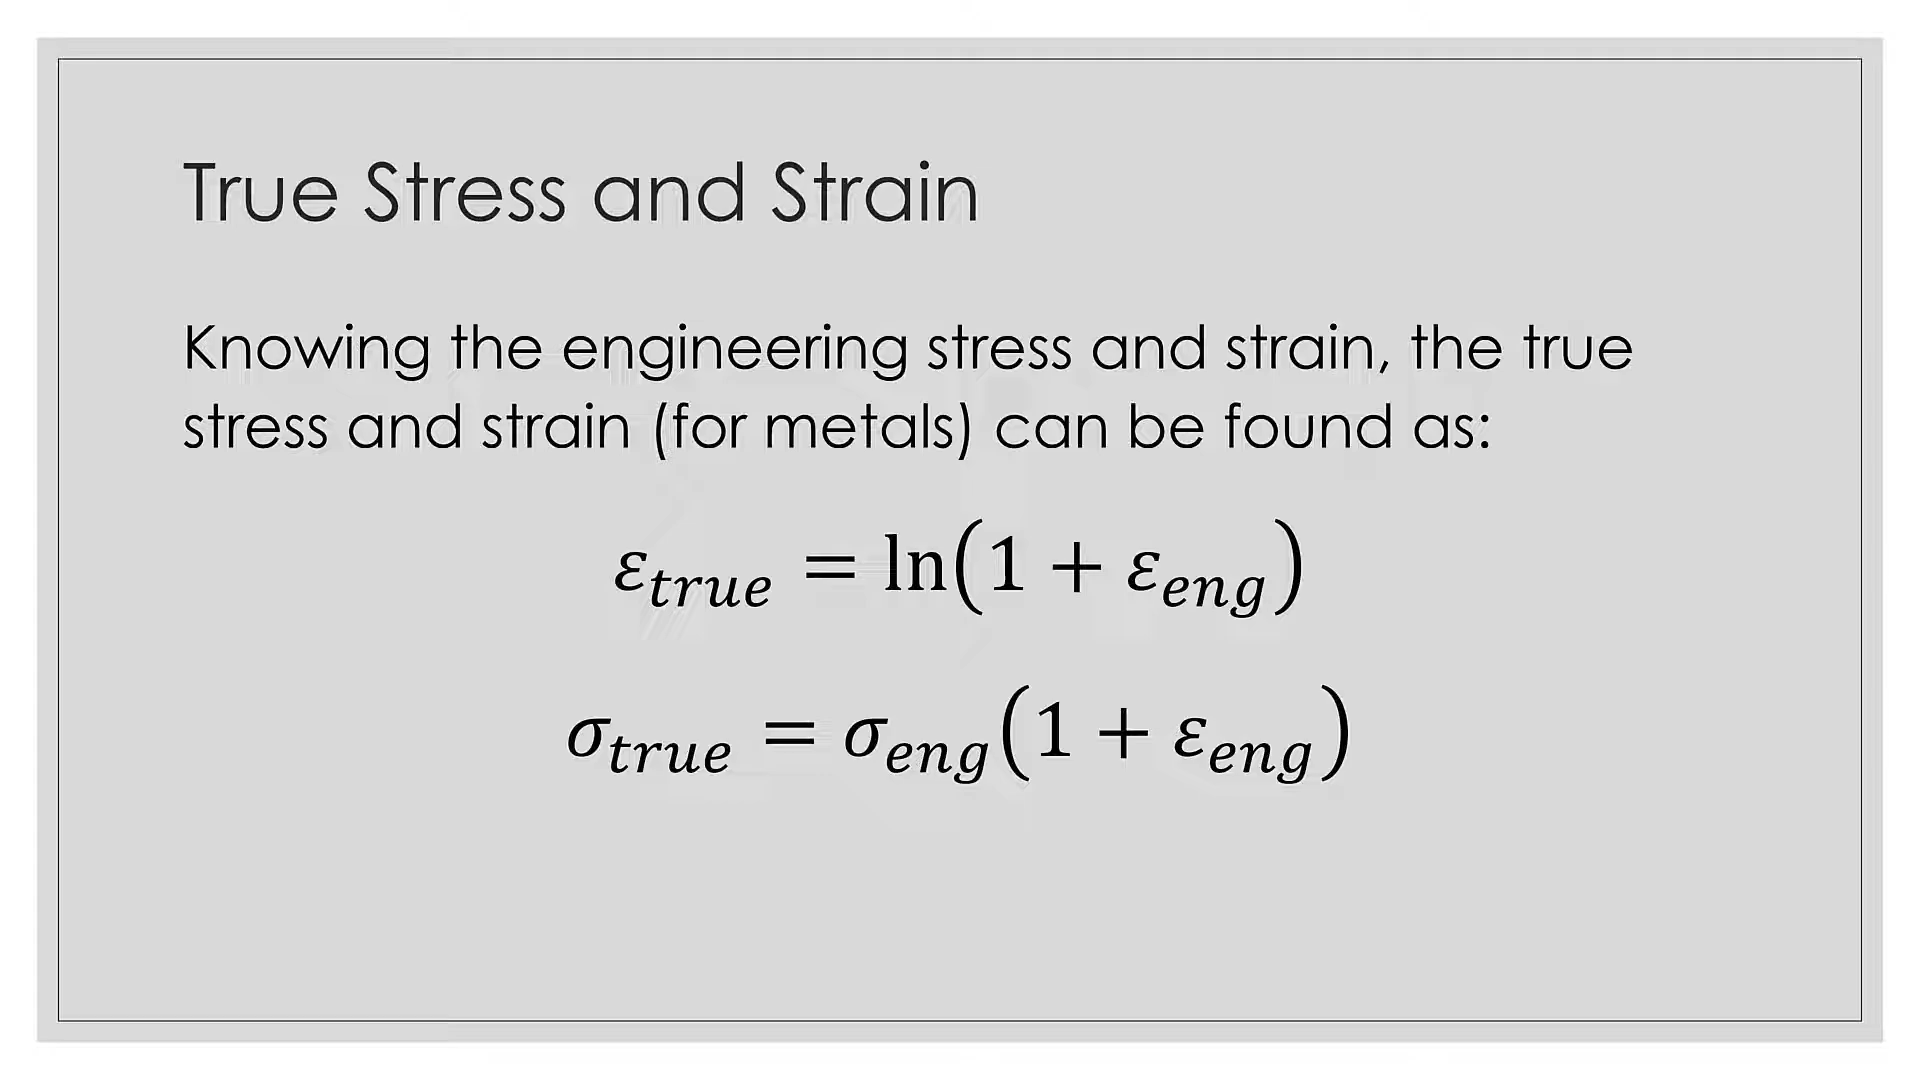 True Stress and Strain
Knowing the engineering stress and strain, the true
stress and strain (for metals) can be found as:
ε_true = ln(1 + ε_eng)
σ_true = σ_eng(1 + ε_eng)